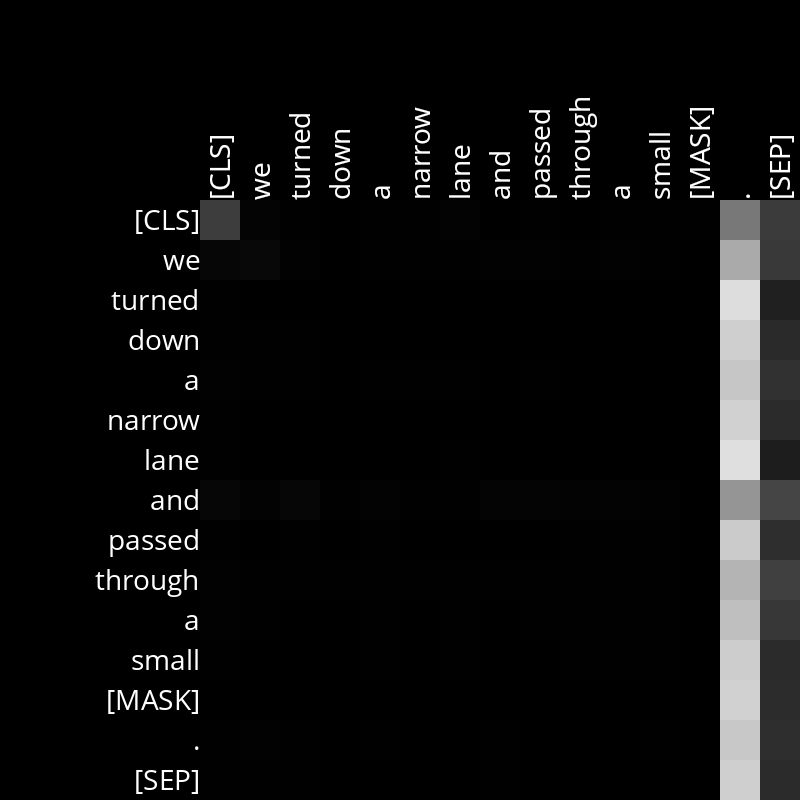 [CLS] we turned down a narrow lane and passed through a small [MASK] . [SEP]
[CLS]
we
turned
down
a
narrow
lane
and
passed
through
a
small
[MASK]
.
[SEP]